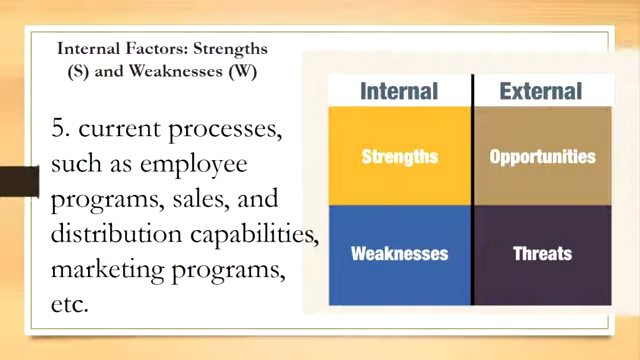 Internal Factors: Strengths
(S) and Weaknesses (W)
5. current processes,
such as employee
programs, sales, and
distribution capabilities,
marketing programs,
etc.
Internal External
Strengths Opportunities
Weaknesses Threats